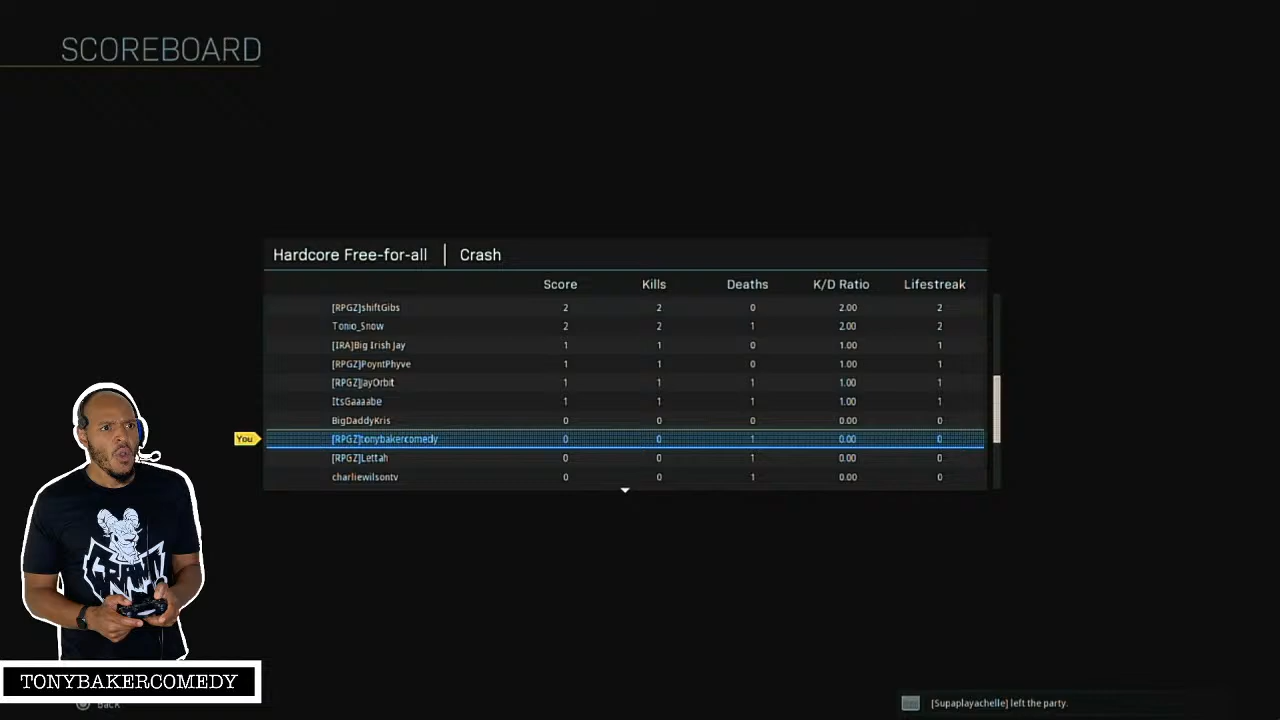 SCOREBOARD
Hardcore Free-for-all | Crash
Score Kills Deaths K/D Ratio Lifestreak
[RPGZ]shiftGibs 2 2 0 2.00 2
Tonio_Snow 2 2 1 2.00 2
[IRA]Big Irish Jay 1 1 0 1.00 1
[RPGZ]PoyntPhyve 1 1 0 1.00 1
[RPGZ]JayOrbit 1 1 1 1.00 1
ItsGaaaabe 1 1 1 1.00 1
BigDaddyKris 0 0 0 0.00 0
You [RPGZ]tonybakercomedy 0 0 1 0.00 0
[RPGZ]Lettah 0 0 1 0.00 0
charliewilsontv 0 0 1 0.00 0
GRAWT
TONYBAKERCOMEDY
Back
[Supaplayachelle] left the party.